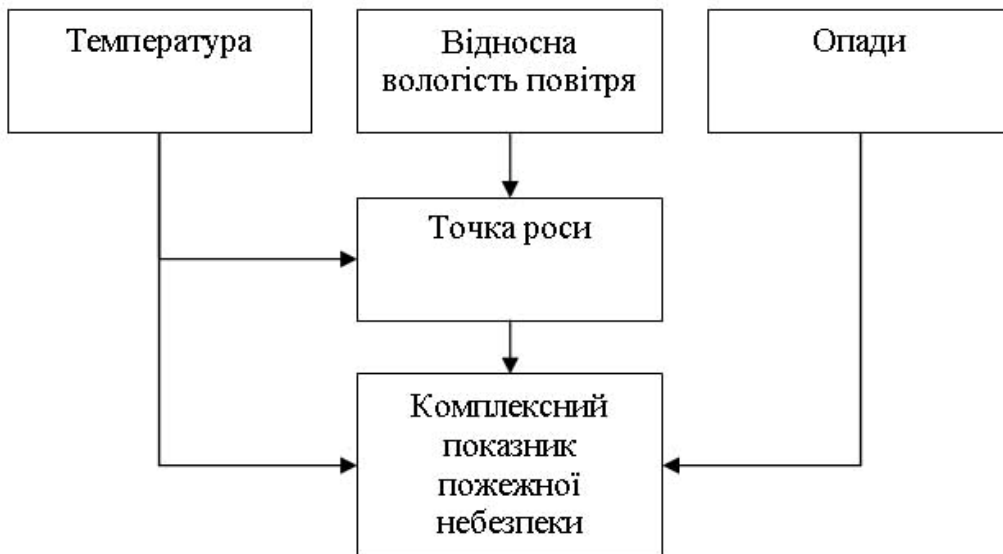 Температура
Відносна
вологість повітря
Опади
Точка роси
Комплексний
показник
пожежної
небезпеки